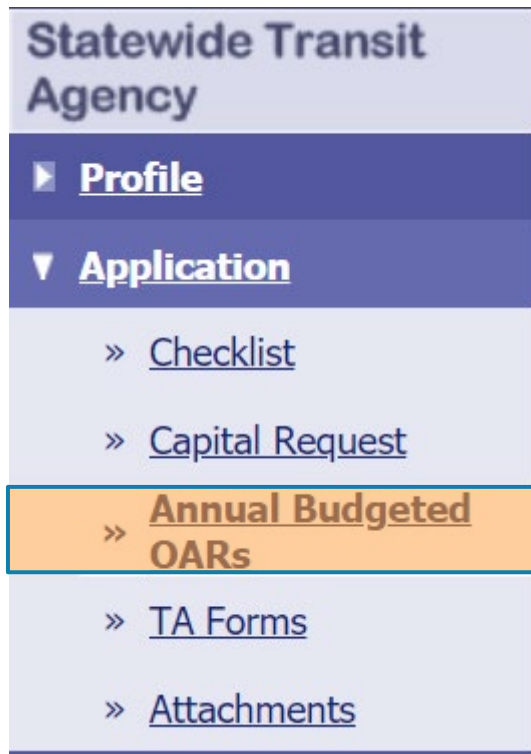 Statewide Transit
Agency
Profile
Application
» Checklist
» Capital Request
» Annual Budgeted
OARs
» TA Forms
» Attachments